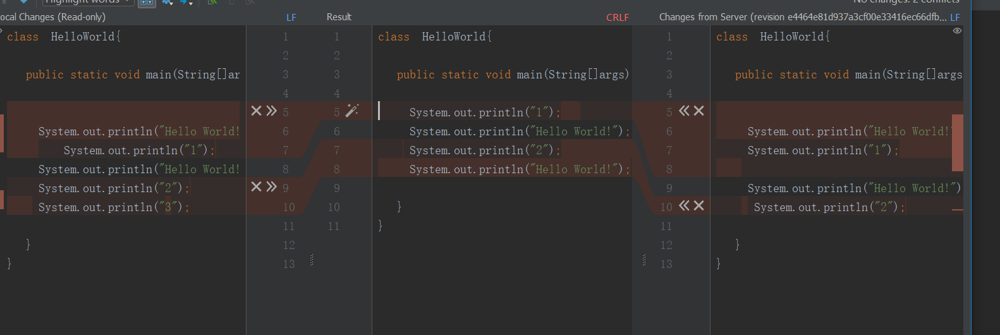 Highlight words
No changes. 2 conflicts
ocal Changes (Read-only) LF
class HelloWorld{
public static void main(String[]ar
System.out.println("Hello World!
System.out.println("1");
System.out.println("Hello World!
System.out.println("2");
System.out.println("3");
}
}
1
2
3
4
5
6
7
8
9
10
11
12
13
Result CRLF
1
2
3
4
5
6
7
8
9
10
11
class HelloWorld{
public static void main(String[]args)
System.out.println("1");
System.out.println("Hello World!");
System.out.println("2");
System.out.println("Hello World!");
}
}
Changes from Server (revision e4464e81d937a3cf00e33416ec66dfb... LF
1
2
3
4
5
6
7
8
9
10
11
12
13
class HelloWorld{
public static void main(String[]args
System.out.println("Hello World!"
System.out.println("1");
System.out.println("Hello World!")
System.out.println("2");
}
}